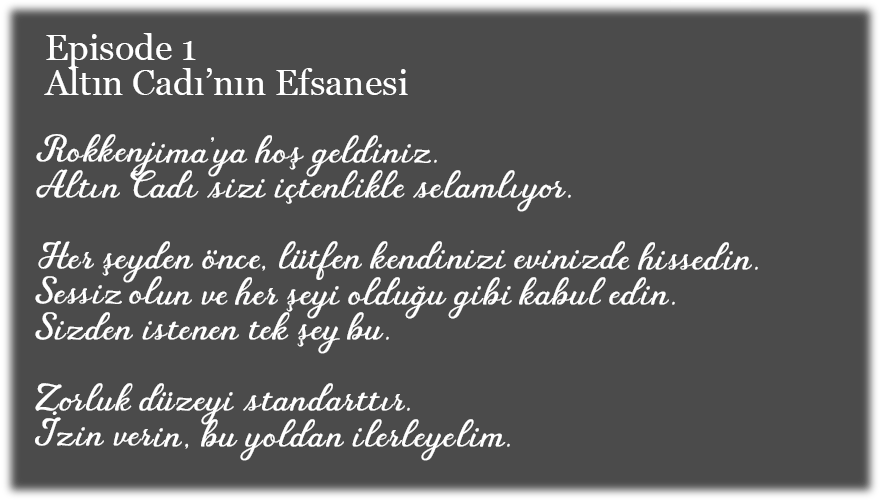 Episode 1
Altın Cadı’nın Efsanesi
Rokkenjima’ya hoş geldiniz.
Altın Cadı sizi içtenlikle selamlıyor.
Her şeyden önce, lütfen kendinizi evinizde hissedin.
Sessiz olun ve her şeyi olduğu gibi kabul edin.
Sizden istenen tek şey bu.
Zorluk düzeyi standarttır.
İzin verin, bu yoldan ilerleyelim.